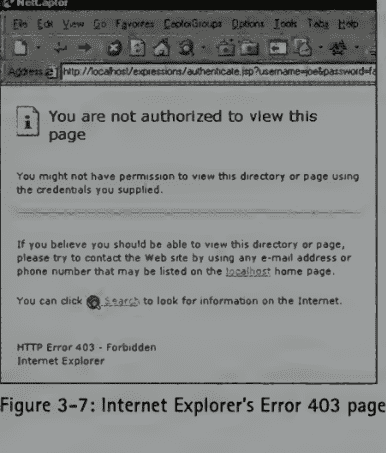 NetCaptor
File Edit View Go Favorites CaptorGroups Options Tools Tabs Help
Address http://localhost/expressions/authenticate.jsp?username=joe&password=fa
You are not authorized to view this
page
You might not have permission to view this directory or page using
the credentials you supplied.
If you believe you should be able to view this directory or page,
please try to contact the Web site by using any e-mail address or
phone number that may be listed on the localhost home page.
You can click Search to look for information on the Internet.
HTTP Error 403 - Forbidden
Internet Explorer
Figure 3-7: Internet Explorer's Error 403 page